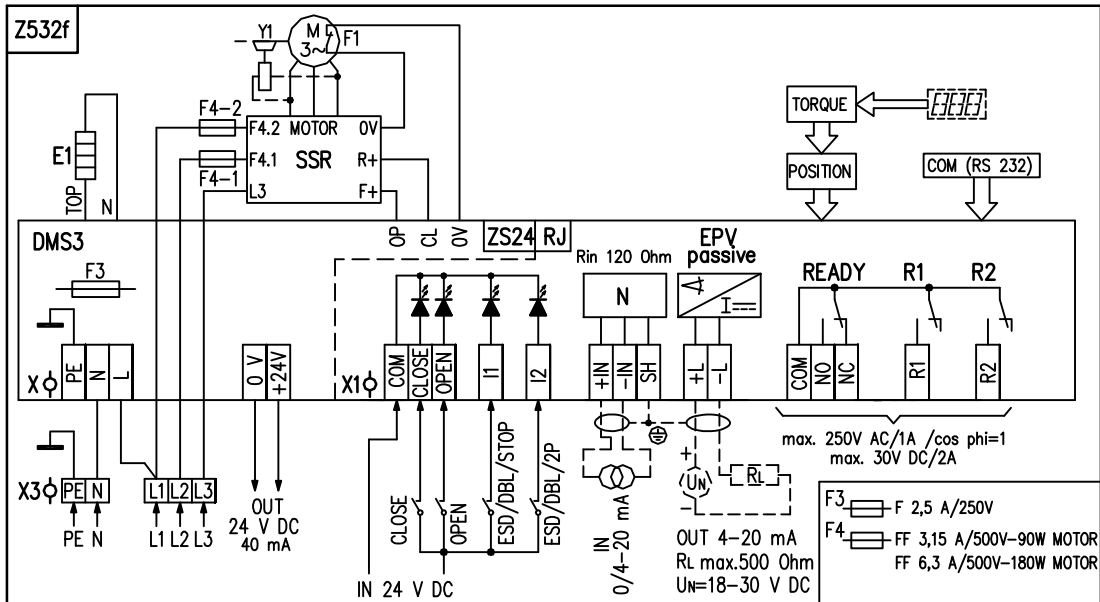 Z532f
Y1
M
3~
F1
F4-2
F4.2 MOTOR 0V
SSR
F4.1
R+
F4-1
L3
F+
E1
TOP
N
TORQUE
POSITION
COM (RS 232)
DMS3
OP
CL
0V
ZS24 RJ
F3
Rin 120 Ohm
N
EPV
passive
I
READY
R1
R2
X
PE
N
L
0 V
+24V
X1
COM
CLOSE
OPEN
I1
I2
+IN
-IN
SH
+L
-L
COM
NO
NC
R1
R2
max. 250V AC/1A /cos phi=1
max. 30V DC/2A
X3
PE N
L1 L2 L3
PE N
L1 L2 L3
OUT
24 V DC
40 mA
CLOSE
OPEN
ESD/DBL/STOP
ESD/DBL/2P
IN 24 V DC
IN
0/4-20 mA
+
UN
-
RL
OUT 4-20 mA
RL max.500 Ohm
UN=18-30 V DC
F3 F 2,5 A/250V
F4 FF 3,15 A/500V-90W MOTOR
FF 6,3 A/500V-180W MOTOR